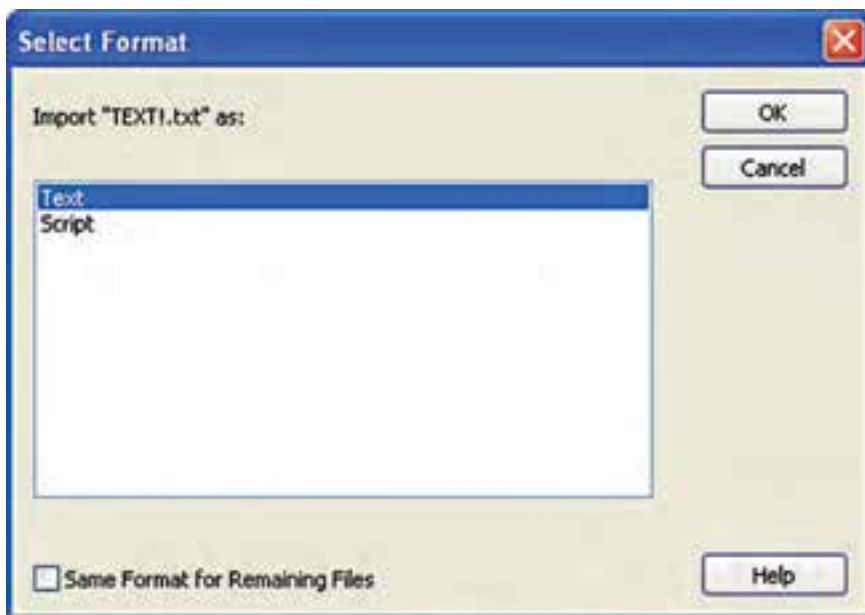 Select Format
Import "TEXT!.txt" as:
OK
Cancel
Text
Script
Same Format for Remaining Files
Help